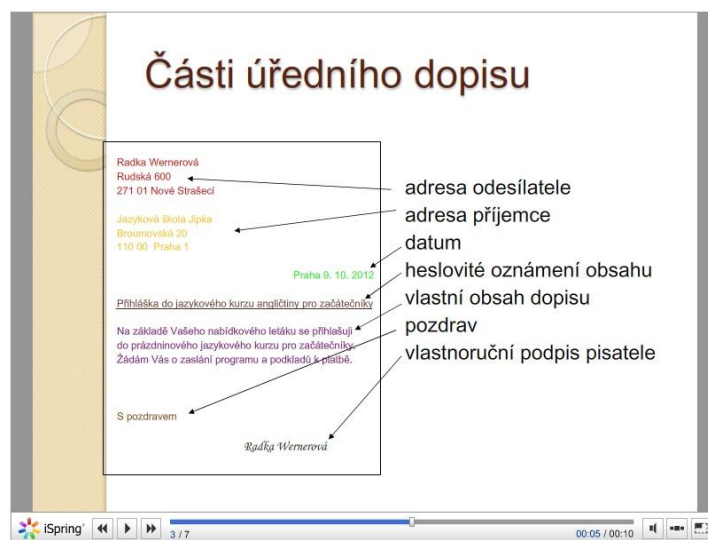 Části úředního dopisu
Radka Wernerová
Rudská 600
271 01 Nové Strašecí
Jazyková škola Jipka
Broumovská 20
110 00 Praha 1
Praha 9. 10. 2012
Přihláška do jazykového kurzu angličtiny pro začátečníky
Na základě Vašeho nabídkového letáku se přihlašuji
do prázdninového jazykového kurzu pro začátečníky.
Žádám Vás o zaslání programu a podkladů k platbě.
S pozdravem
Radka Wernerová
adresa odesílatele
adresa příjemce
datum
heslovité oznámení obsahu
vlastní obsah dopisu
pozdrav
vlastnoruční podpis pisatele
iSpring
3 / 7
00:05 / 00:10